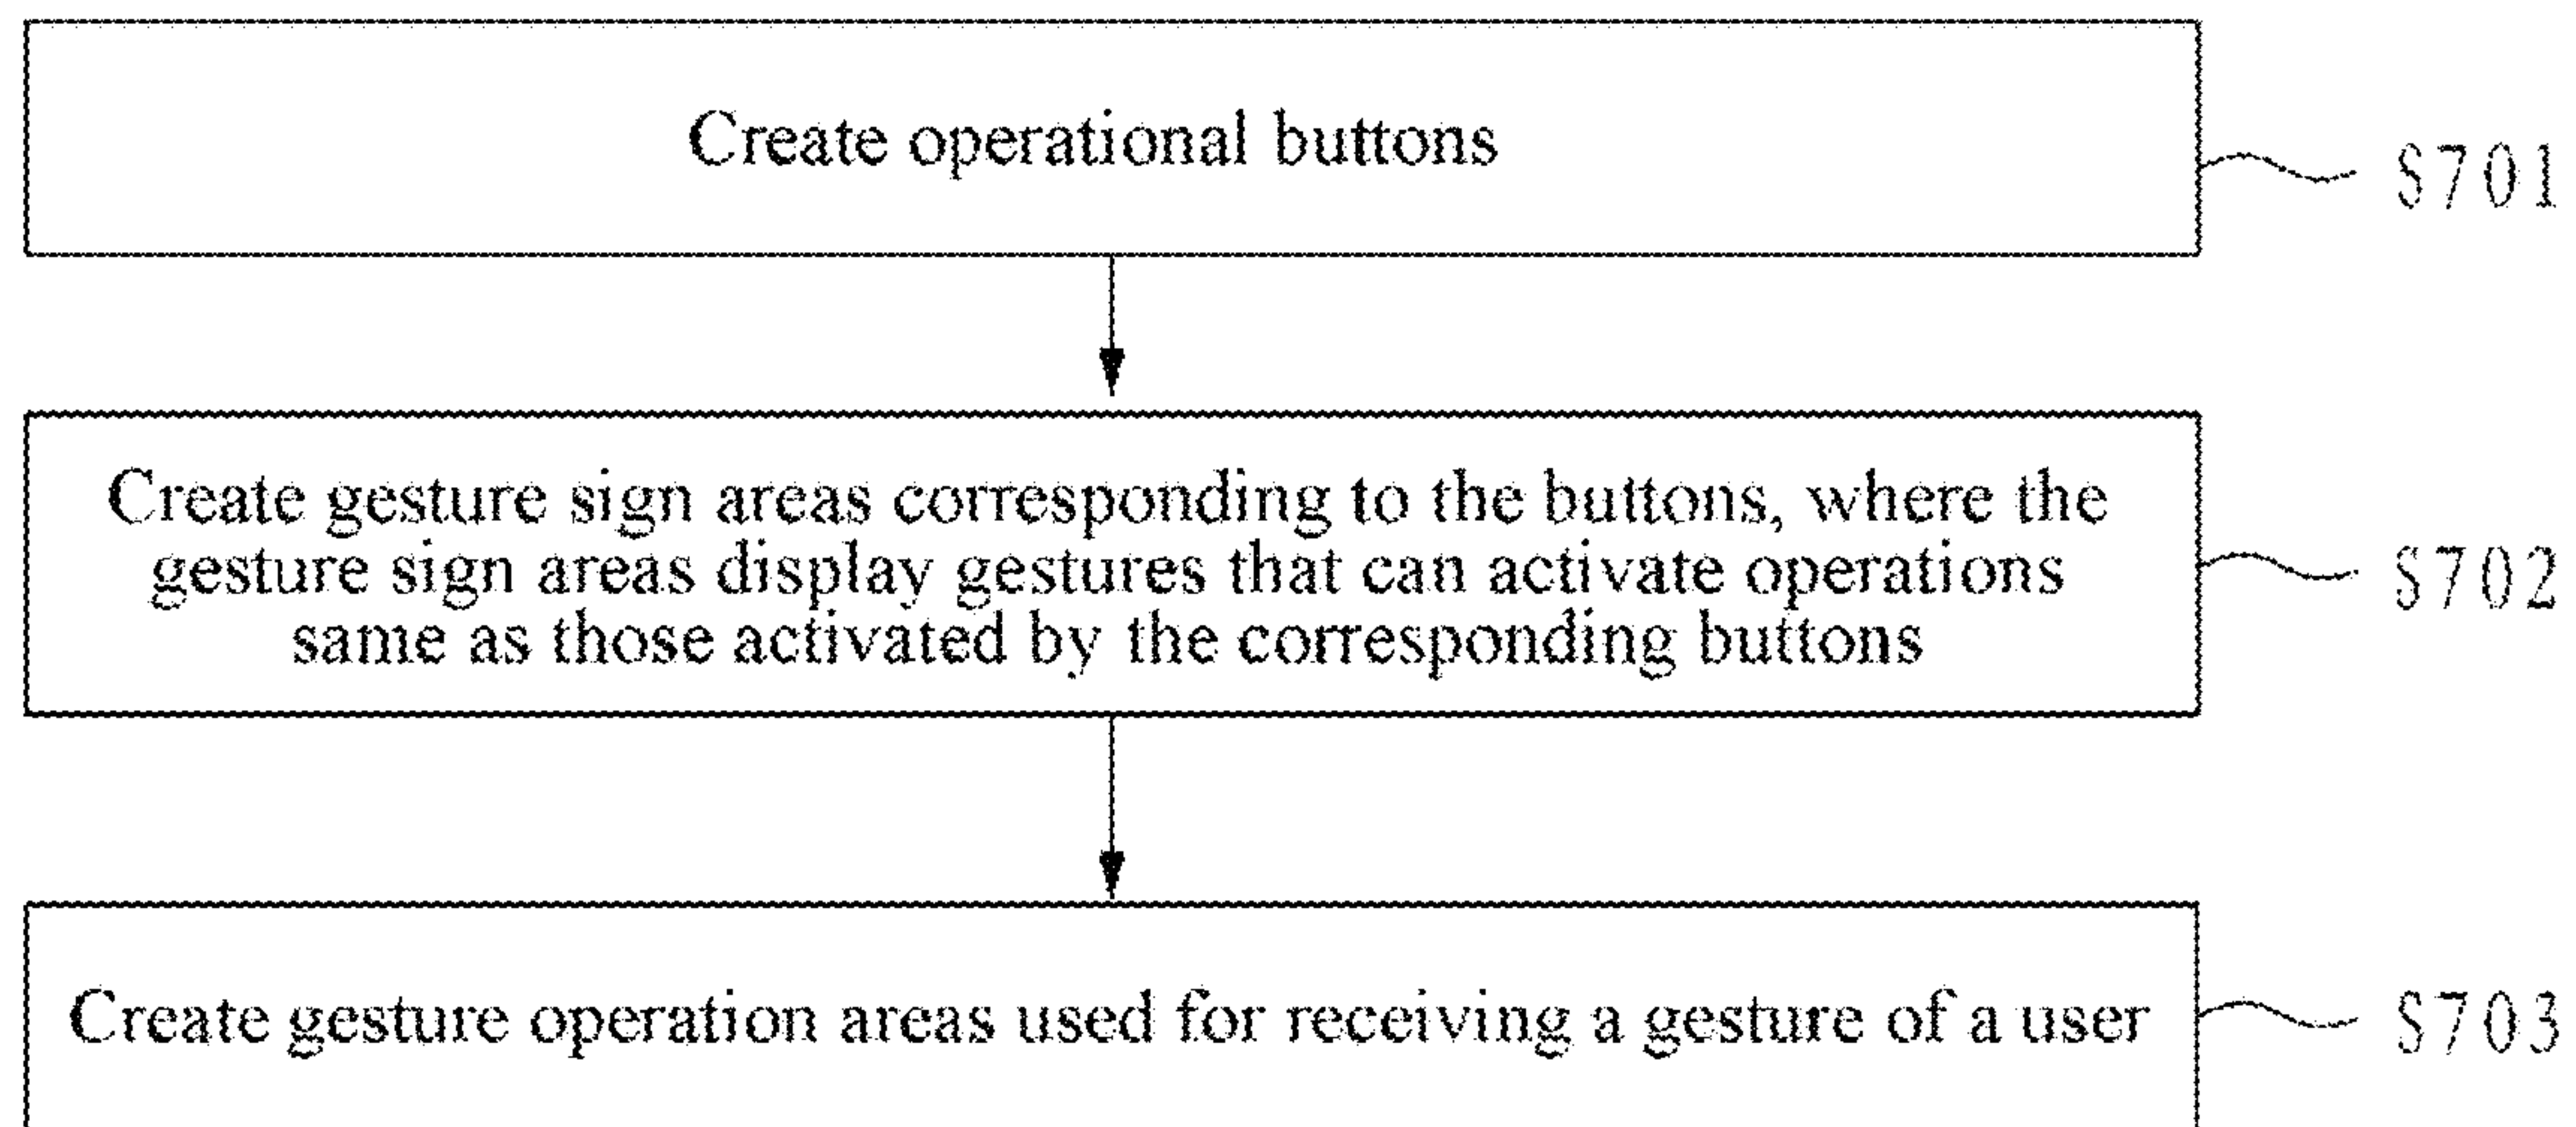 Create operational buttons
S701
Create gesture sign areas corresponding to the buttons, where the
gesture sign areas display gestures that can activate operations
same as those activated by the corresponding buttons
S702
Create gesture operation areas used for receiving a gesture of a user
S703